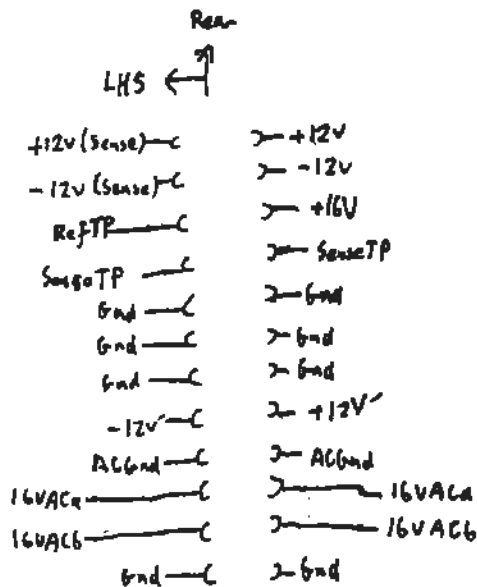 Rear
LHS
+12v (Sense) +12v
-12v (Sense) -12v
RefTP +16V
SenseTP SenseTP
Gnd Gnd
Gnd Gnd
Gnd Gnd
-12v' +12V'
ACGnd ACGnd
16VACa 16VACa
16VACb 16VACb
Gnd Gnd